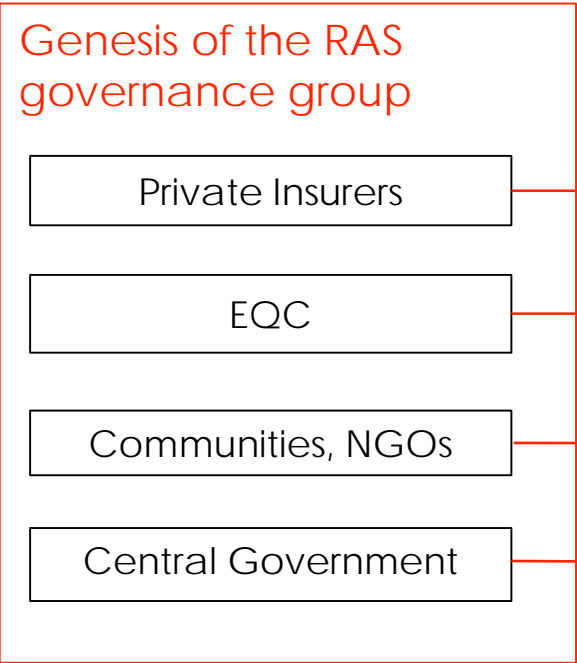 Genesis of the RAS
governance group
Private Insurers
EQC
Communities, NGOs
Central Government